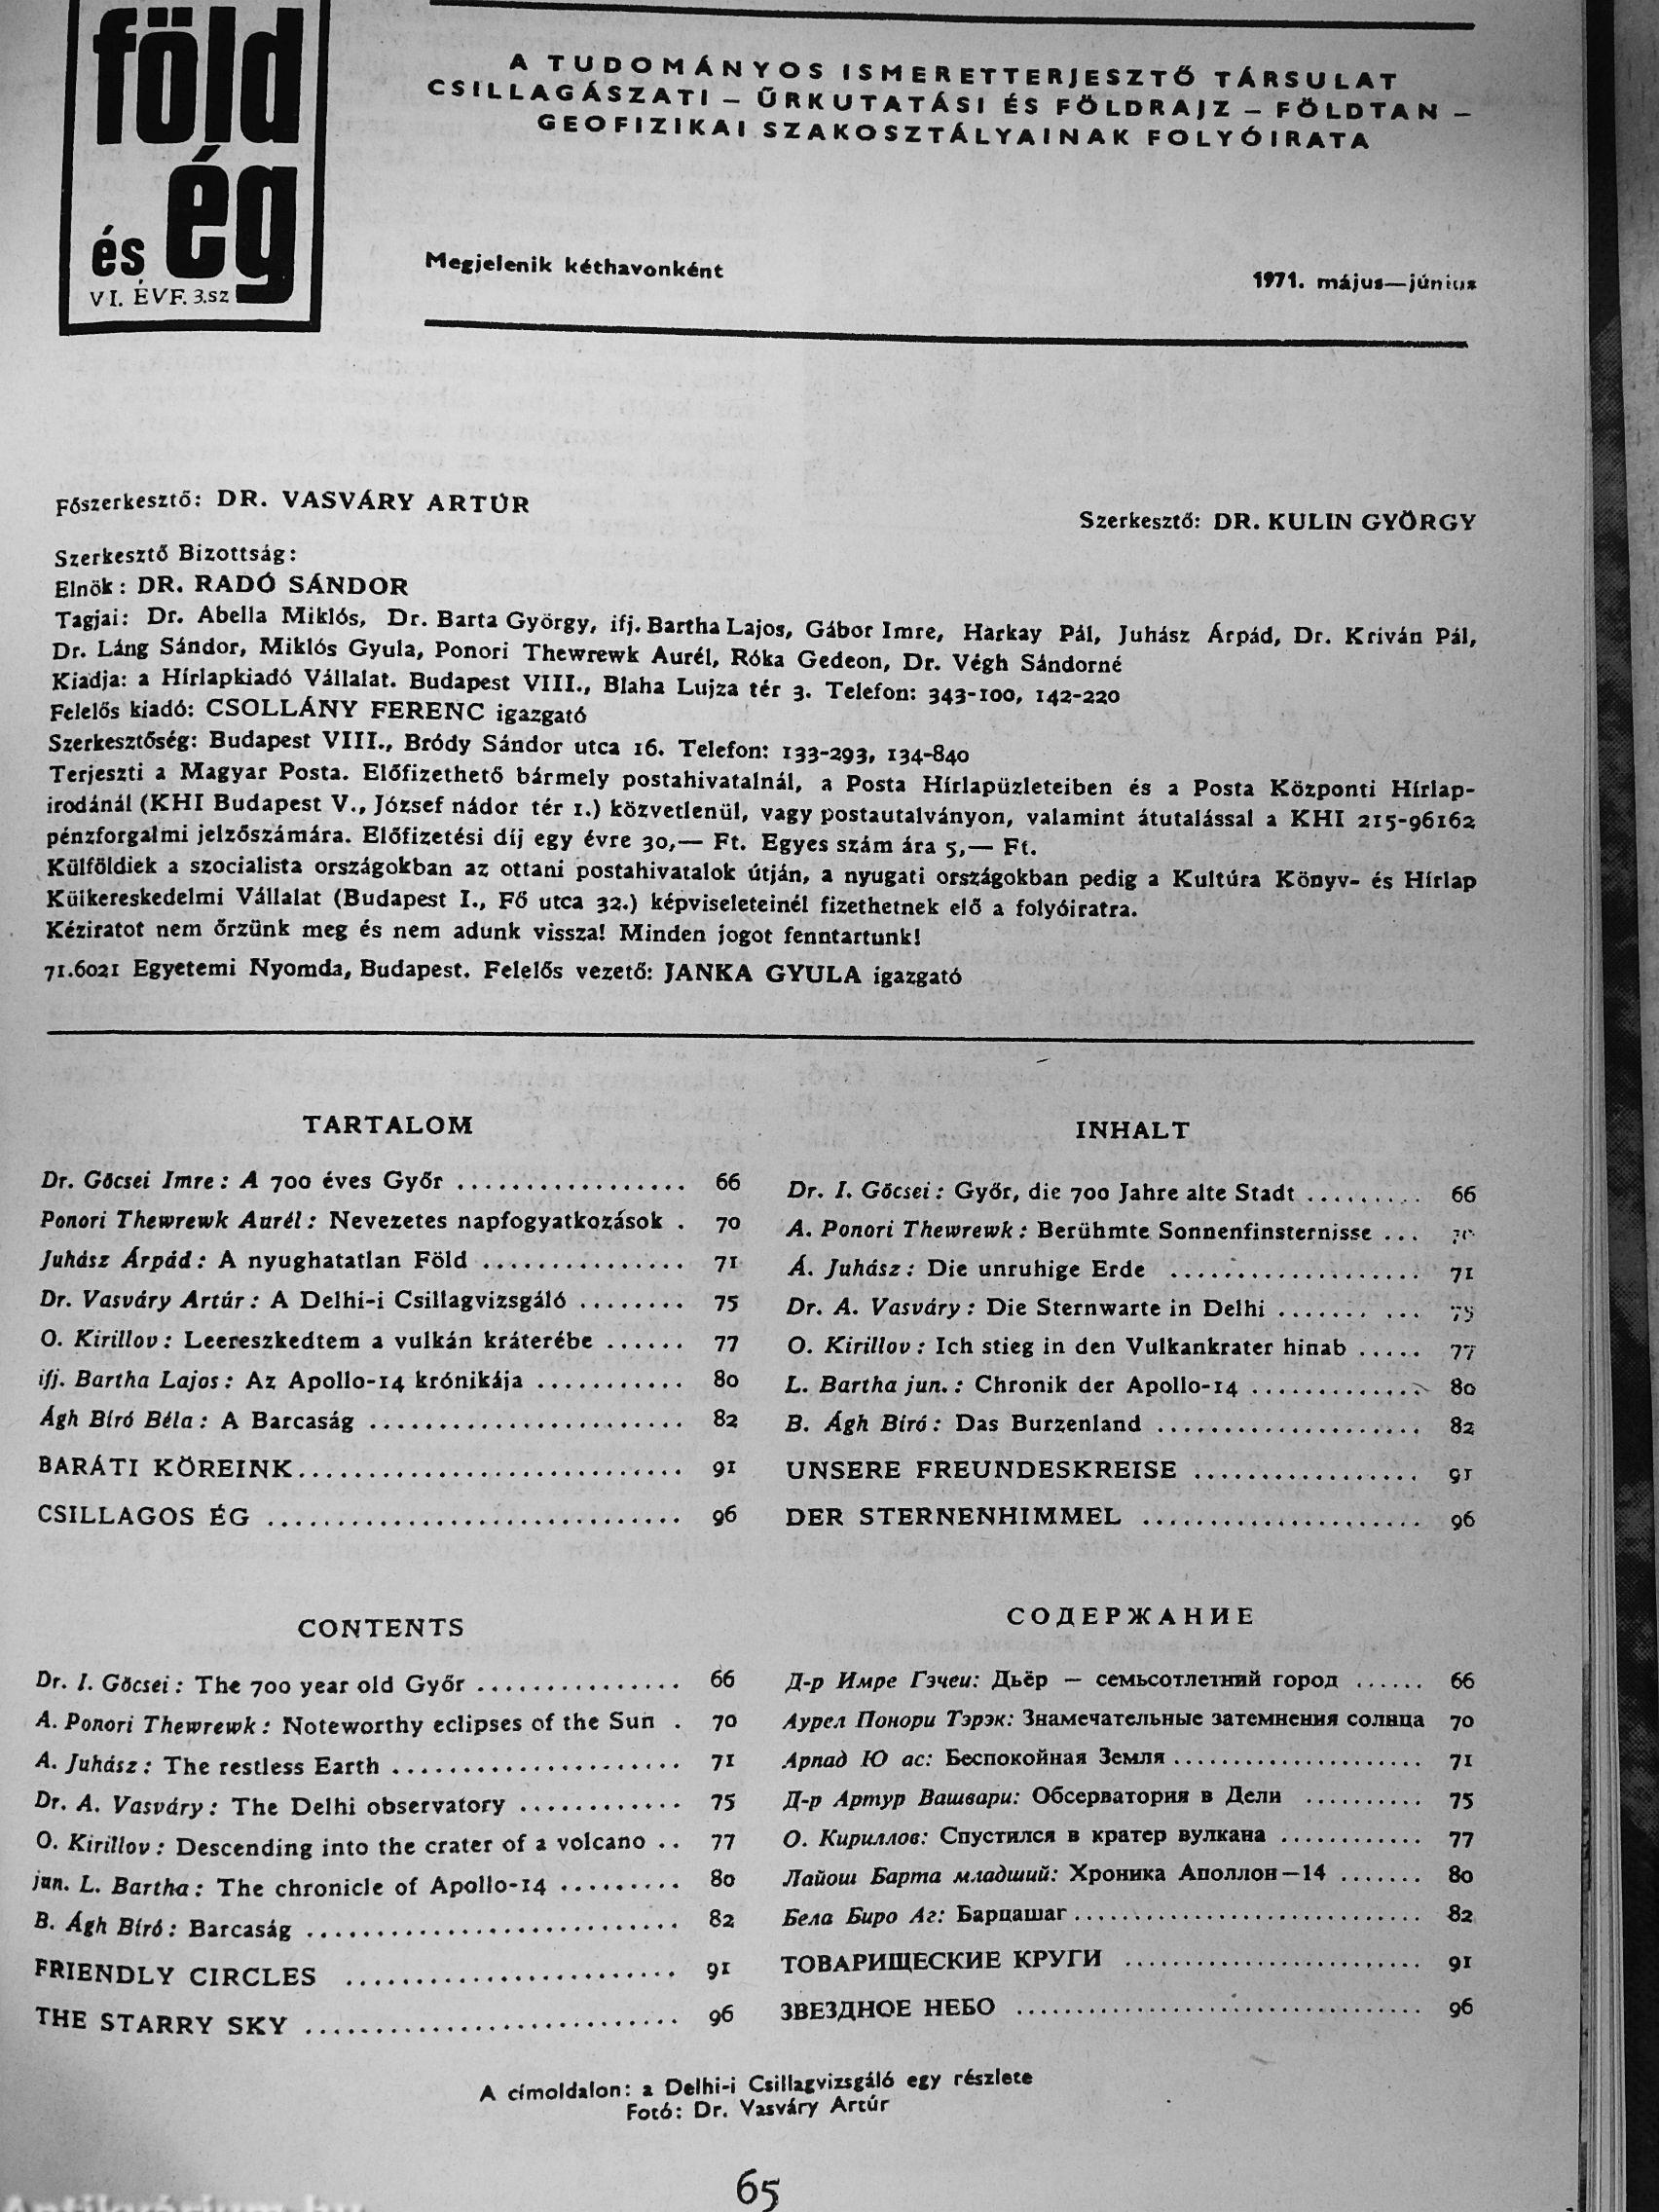 föld
és ég
VI. ÉVF. 3.sz
A TUDOMÁNYOS ISMERETTERJESZTŐ TÁRSULAT
CSILLAGÁSZATI – ŰRKUTATÁSI ÉS FÖLDRAJZ – FÖLDTAN –
GEOFIZIKAI SZAKOSZTÁLYAINAK FOLYÓIRATA
Megjelenik kéthavonként
1971. május—június
Főszerkesztő: DR. VASVÁRY ARTÚR
Szerkesztő: DR. KULIN GYÖRGY
Szerkesztő Bizottság:
Elnök: DR. RADÓ SÁNDOR
Tagjai: Dr. Abella Miklós, Dr. Barta György, ifj. Bartha Lajos, Gábor Imre, Harkay Pál, Juhász Árpád, Dr. Kriván Pál,
Dr. Láng Sándor, Miklós Gyula, Ponori Thewrewk Aurél, Róka Gedeon, Dr. Végh Sándorné
Kiadja: a Hírlapkiadó Vállalat. Budapest VIII., Blaha Lujza tér 3. Telefon: 343-100, 142-220
Felelős kiadó: CSOLLÁNY FERENC igazgató
Szerkesztőség: Budapest VIII., Bródy Sándor utca 16. Telefon: 133-293, 134-840
Terjeszti a Magyar Posta. Előfizethető bármely postahivatalnál, a Posta Hírlapüzleteiben és a Posta Központi Hírlap-
irodánál (KHI Budapest V., József nádor tér 1.) közvetlenül, vagy postautalványon, valamint átutalással a KHI 215-96162
pénzforgalmi jelzőszámára. Előfizetési díj egy évre 30,— Ft. Egyes szám ára 5,— Ft.
Külföldiek a szocialista országokban az ottani postahivatalok útján, a nyugati országokban pedig a Kultúra Könyv- és Hírlap
Küikereskedelmi Vállalat (Budapest I., Fő utca 32.) képviseleteinél fizethetnek elő a folyóiratra.
Kéziratot nem őrzünk meg és nem adunk vissza! Minden jogot fenntartunk!
71.6021 Egyetemi Nyomda, Budapest. Felelős vezető: JANKA GYULA igazgató
TARTALOM
Dr. Göcsei Imre: A 700 éves Győr .................. 66
Ponori Thewrewk Aurél: Nevezetes napfogyatkozások . 70
Juhász Árpád: A nyughatatlan Föld ............... 71
Dr. Vasváry Artúr: A Delhi-i Csillagvizsgáló ........ 75
O. Kirillov: Leereszkedtem a vulkán kráterébe ...... 77
ifj. Bartha Lajos: Az Apollo-14 krónikája ........... 80
Ágh Bíró Béla: A Barcaság ........................ 82
BARÁTI KÖREINK............................. 91
CSILLAGOS ÉG ............................... 96
INHALT
Dr. I. Göcsei: Győr, die 700 Jahre alte Stadt ......... 66
A. Ponori Thewrewk: Berühmte Sonnenfinsternisse ... 70
Á. Juhász: Die unruhige Erde ................... 71
Dr. A. Vasváry: Die Sternwarte in Delhi ....... ... 75
O. Kirillov: Ich stieg in den Vulkankrater hinab ..... 77
L. Bartha jun.: Chronik der Apollo-14 ............. 80
B. Ágh Bíró: Das Burzenland .................... 82
UNSERE FREUNDESKREISE ................. 91
DER STERNENHIMMEL ..................... 96
CONTENTS
Dr. I. Göcsei: The 700 year old Győr ............... 66
A. Ponori Thewrewk: Noteworthy eclipses of the Sun . 70
A. Juhász: The restless Earth ...................... 71
Dr. A. Vasváry: The Delhi observatory ............ 75
O. Kirillov: Descending into the crater of a volcano .. 77
jun. L. Bartha: The chronicle of Apollo-14 ......... 80
B. Ágh Bíró: Barcaság ............................ 82
FRIENDLY CIRCLES ......................... 91
THE STARRY SKY ............................ 96
СОДЕРЖАНИЕ
Д-р Имре Гэчеи: Дьёр — семьсотлетний город ...... 66
Аурел Понори Тэрэк: Знамечательные затемнения солнца 70
Арпад Ю ас: Беспокойная Земля ...................... 71
Д-р Артур Вашвари: Обсерватория в Дели .......... 75
О. Кириллов: Спустился в кратер вулкана ............ 77
Лайош Барта младший: Хроника Аполлон—14 ....... 80
Бела Биро Аг: Барцашаг............................... 82
ТОВАРИЩЕСКИЕ КРУГИ .......................... 91
ЗВЕЗДНОЕ НЕБО .................................... 96
A címoldalon: a Delhi-i Csillagvizsgáló egy részlete
Fotó: Dr. Vasváry Artúr
65
Antikvárium.hu